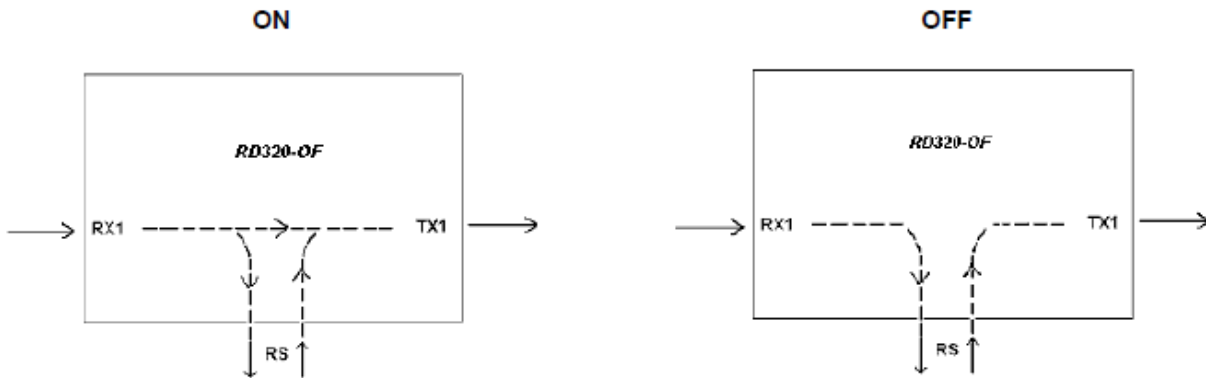 ON
OFF
RD320-OF
RD320-OF
RX1
TX1
RX1
TX1
RS
RS